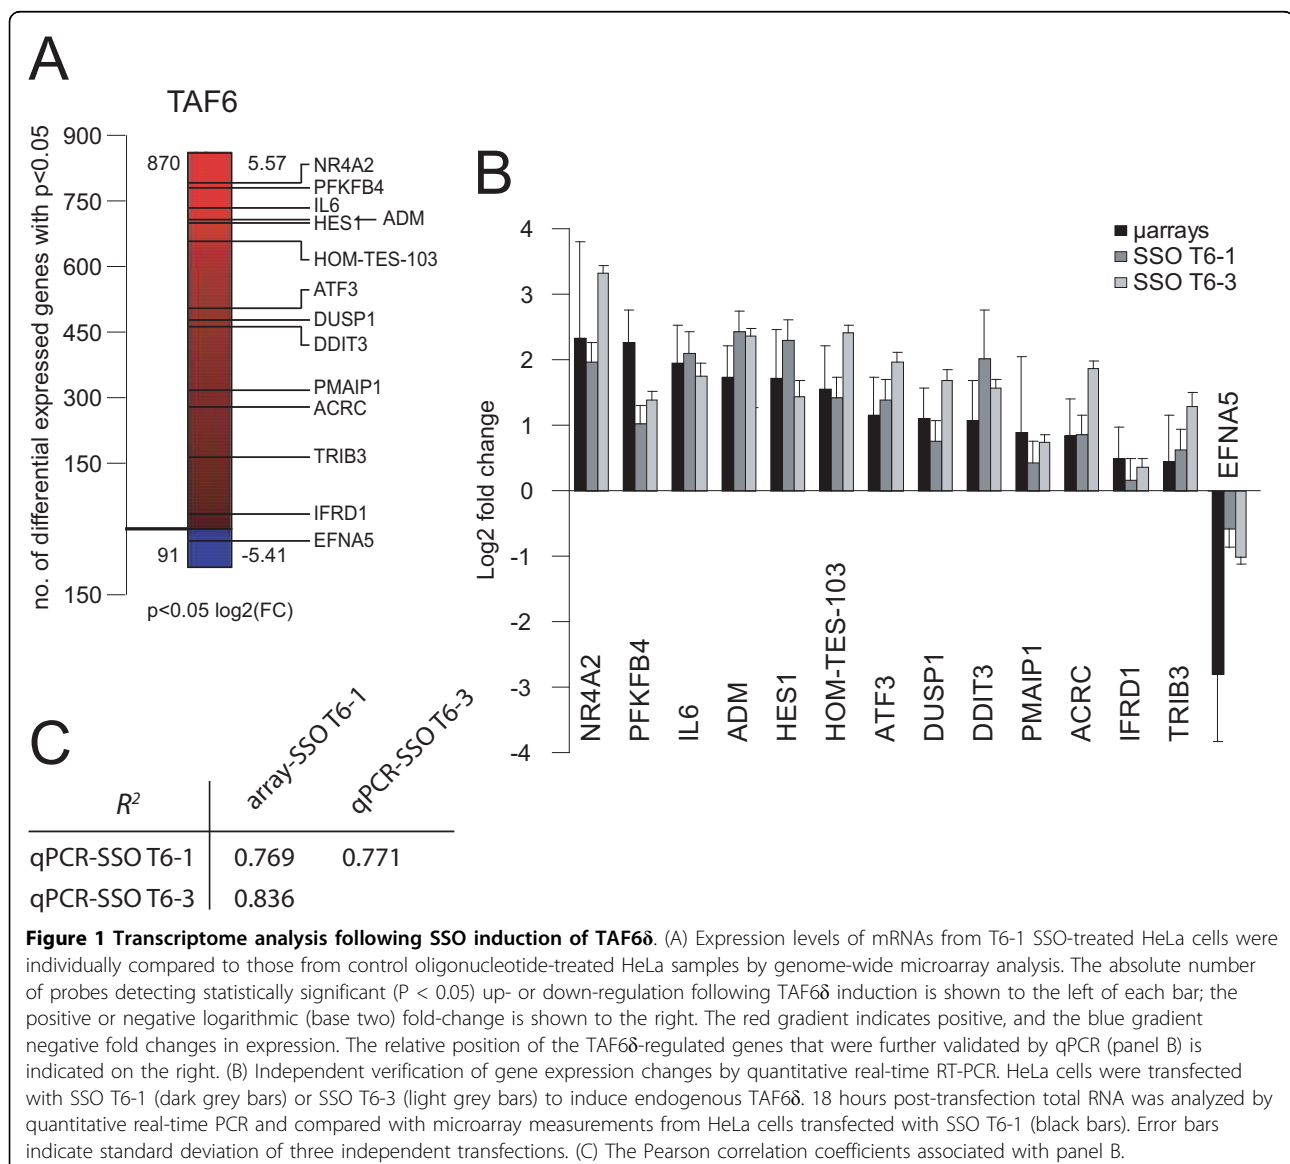 A
TAF6
no. of differential expressed genes with p<0.05
900
750
600
450
300
150
150
870
5.57
91
-5.41
NR4A2
PFKFB4
IL6
ADM
HES1
HOM-TES-103
ATF3
DUSP1
DDIT3
PMAIP1
ACRC
TRIB3
IFRD1
EFNA5
p<0.05 log2(FC)
B
µarrays
SSO T6-1
SSO T6-3
Log2 fold change
4
3
2
1
0
-1
-2
-3
-4
NR4A2
PFKFB4
IL6
ADM
HES1
HOM-TES-103
ATF3
DUSP1
DDIT3
PMAIP1
ACRC
IFRD1
TRIB3
EFNA5
C
R² array-SSO T6-1 qPCR-SSO T6-3
qPCR-SSO T6-1 0.769 0.771
qPCR-SSO T6-3 0.836
Figure 1 Transcriptome analysis following SSO induction of TAF6δ. (A) Expression levels of mRNAs from T6-1 SSO-treated HeLa cells were
individually compared to those from control oligonucleotide-treated HeLa samples by genome-wide microarray analysis. The absolute number
of probes detecting statistically significant (P < 0.05) up- or down-regulation following TAF6δ induction is shown to the left of each bar; the
positive or negative logarithmic (base two) fold-change is shown to the right. The red gradient indicates positive, and the blue gradient
negative fold changes in expression. The relative position of the TAF6δ-regulated genes that were further validated by qPCR (panel B) is
indicated on the right. (B) Independent verification of gene expression changes by quantitative real-time RT-PCR. HeLa cells were transfected
with SSO T6-1 (dark grey bars) or SSO T6-3 (light grey bars) to induce endogenous TAF6δ. 18 hours post-transfection total RNA was analyzed by
quantitative real-time PCR and compared with microarray measurements from HeLa cells transfected with SSO T6-1 (black bars). Error bars
indicate standard deviation of three independent transfections. (C) The Pearson correlation coefficients associated with panel B.